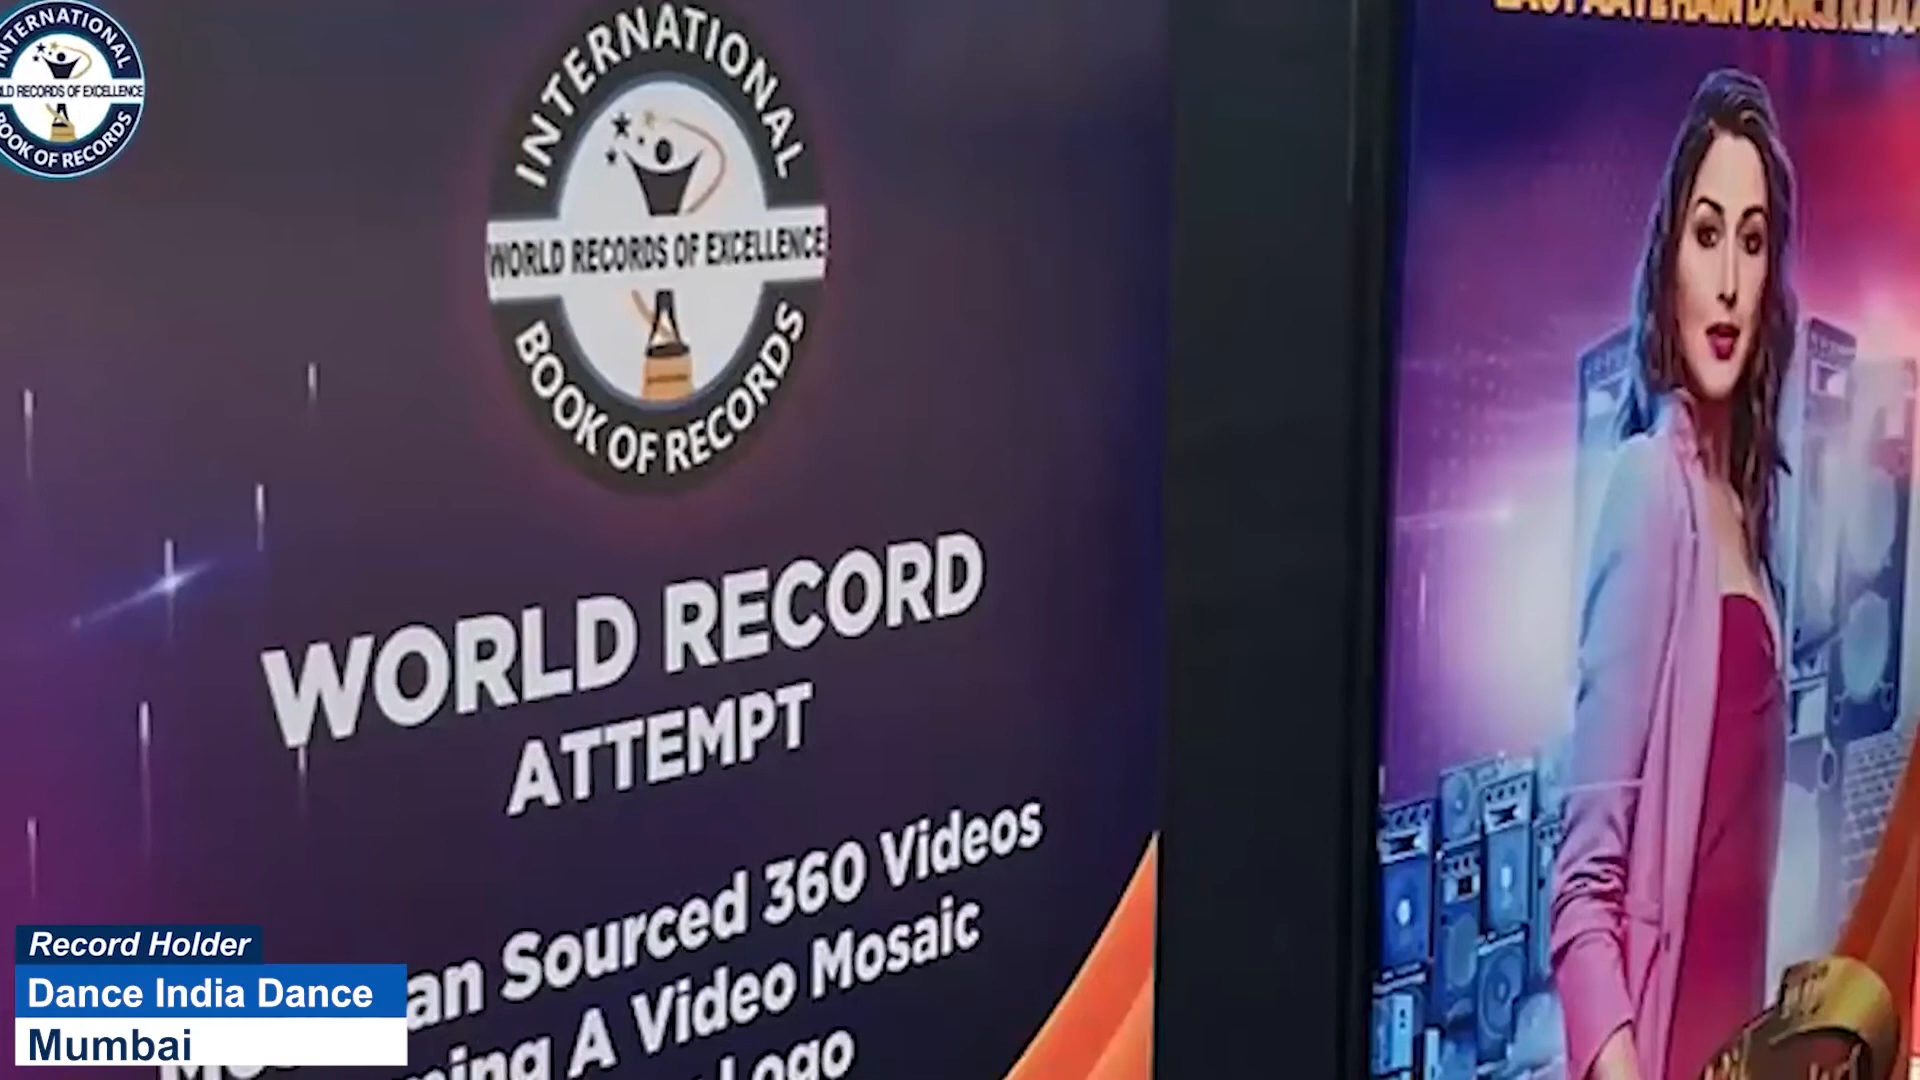 INTERNATIONAL
WORLD RECORDS OF EXCELLENCE
BOOK OF RECORDS
INTERNATIONAL
WORLD RECORDS OF EXCELLENCE
BOOK OF RECORDS
WORLD RECORD
ATTEMPT
Sourced 360 Videos
A Video Mosaic
Logo
Record Holder
Dance India Dance
Mumbai